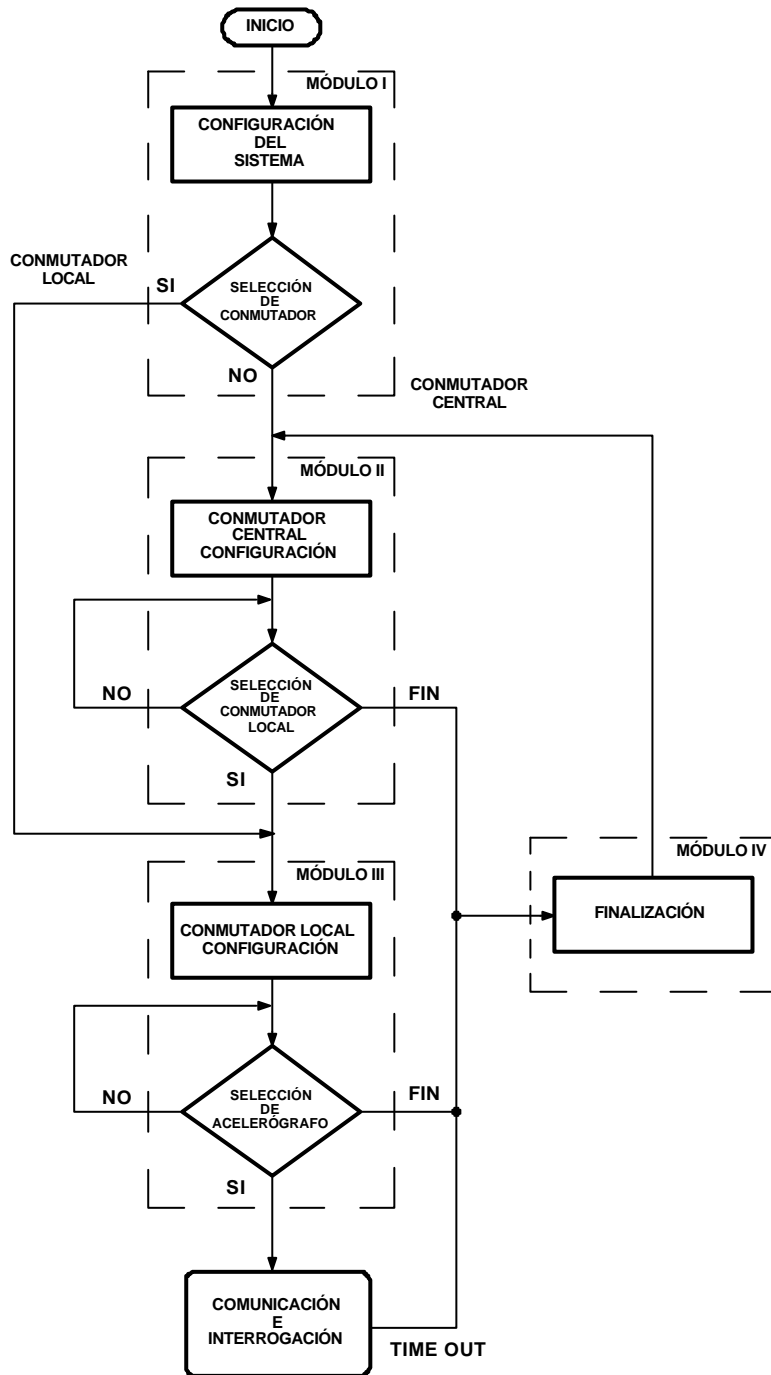 INICIO
MÓDULO I
CONFIGURACIÓN
DEL
SISTEMA
CONMUTADOR
LOCAL
SI
SELECCIÓN
DE
CONMUTADOR
NO
CONMUTADOR
CENTRAL
MÓDULO II
CONMUTADOR
CENTRAL
CONFIGURACIÓN
NO
SELECCIÓN
DE
CONMUTADOR
LOCAL
FIN
SI
MÓDULO III
MÓDULO IV
CONMUTADOR LOCAL
CONFIGURACIÓN
FINALIZACIÓN
NO
SELECCIÓN
DE
ACELERÓGRAFO
FIN
SI
COMUNICACIÓN
E
INTERROGACIÓN
TIME OUT